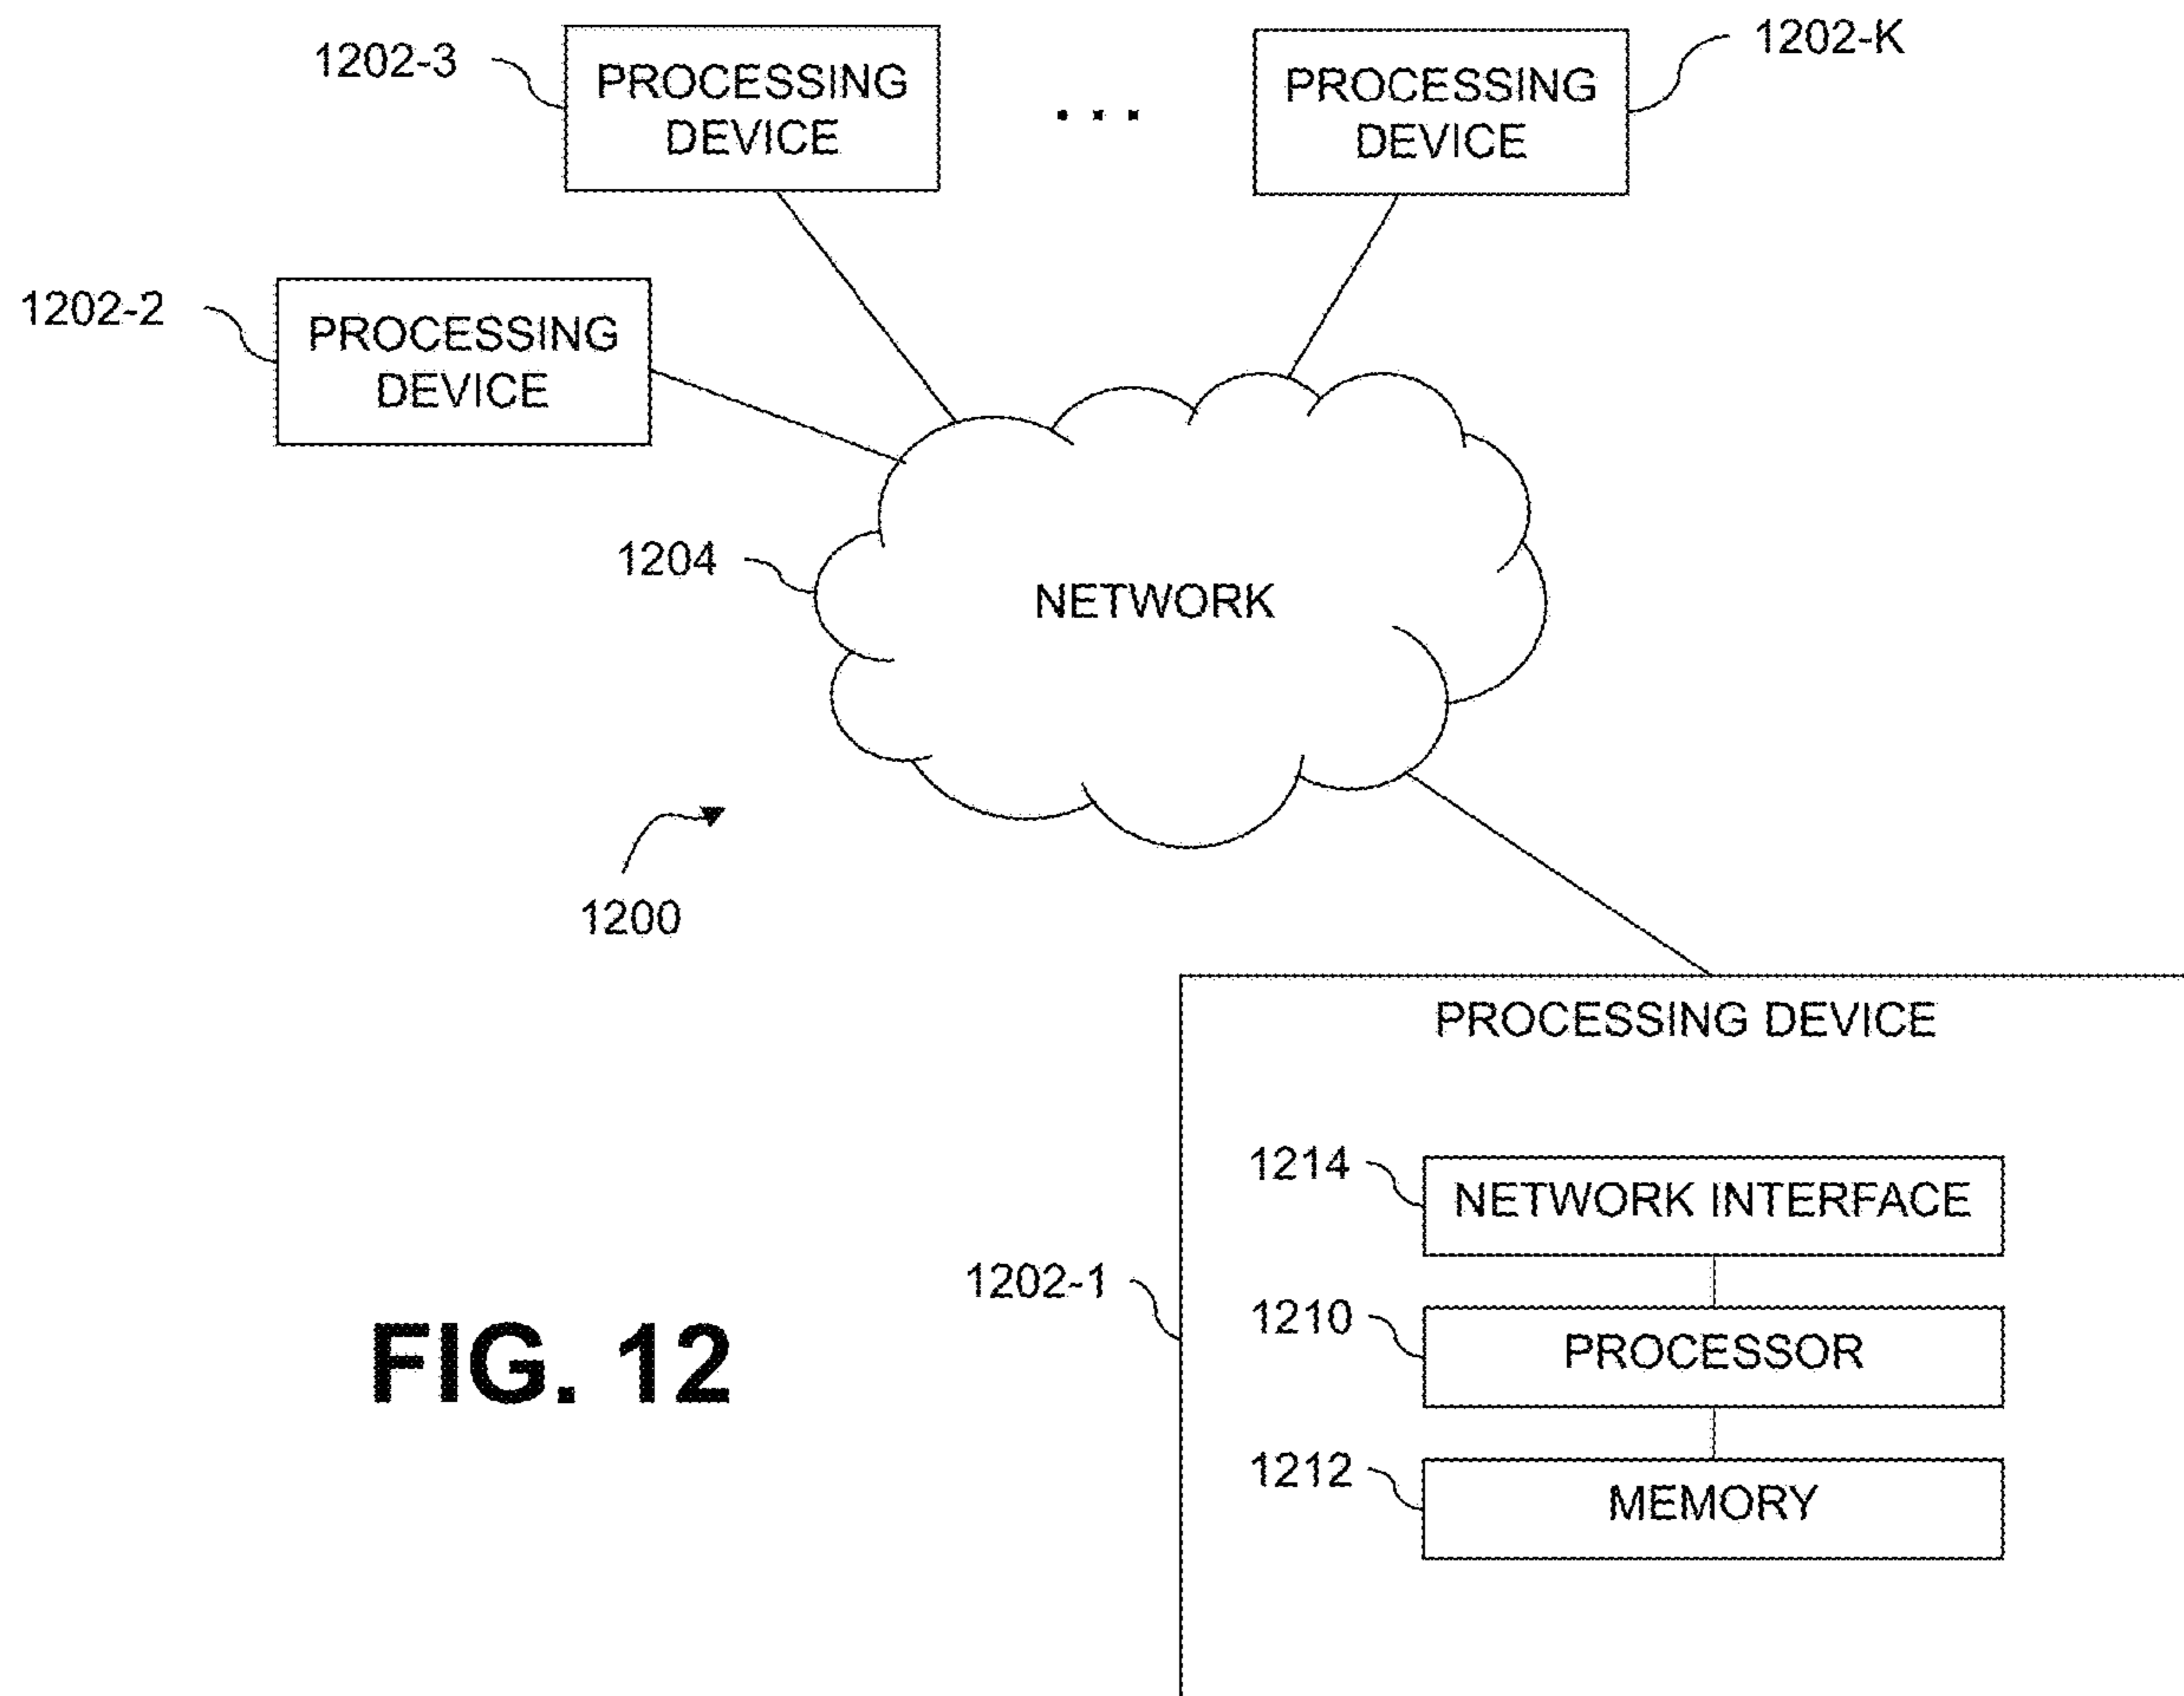 1202-3
PROCESSING
DEVICE
. . .
PROCESSING
DEVICE
1202-K
1202-2
PROCESSING
DEVICE
1204
NETWORK
1200
PROCESSING DEVICE
1214
NETWORK INTERFACE
1202-1
1210
PROCESSOR
1212
MEMORY
FIG. 12